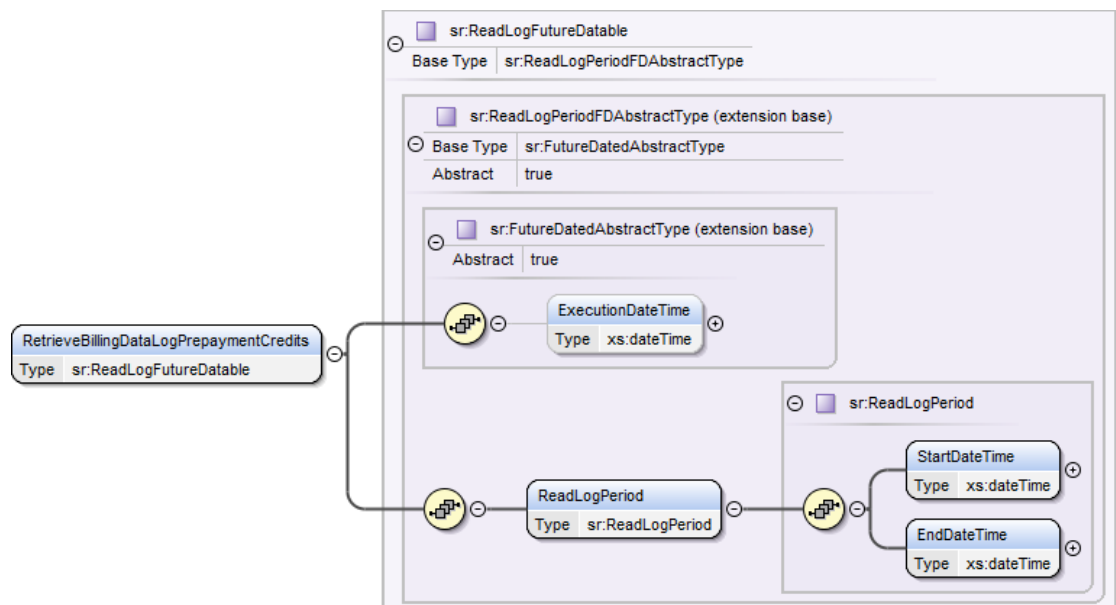 sr:ReadLogFutureDatable
Base Type sr:ReadLogPeriodFDAbstractType
sr:ReadLogPeriodFDAbstractType (extension base)
Base Type sr:FutureDatedAbstractType
Abstract true
sr:FutureDatedAbstractType (extension base)
Abstract true
ExecutionDateTime
Type xs:dateTime
RetrieveBillingDataLogPrepaymentCredits
Type sr:ReadLogFutureDatable
sr:ReadLogPeriod
StartDateTime
Type xs:dateTime
ReadLogPeriod
Type sr:ReadLogPeriod
EndDateTime
Type xs:dateTime